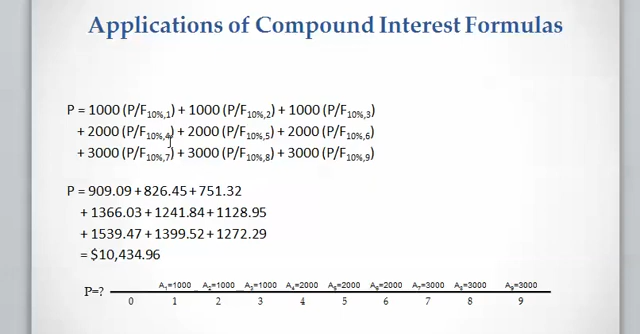 Applications of Compound Interest Formulas
P = 1000 (P/F10%,1) + 1000 (P/F10%,2) + 1000 (P/F10%,3)
+ 2000 (P/F10%,4) + 2000 (P/F10%,5) + 2000 (P/F10%,6)
+ 3000 (P/F10%,7) + 3000 (P/F10%,8) + 3000 (P/F10%,9)
P = 909.09 + 826.45 + 751.32
+ 1366.03 + 1241.84 + 1128.95
+ 1539.47 + 1399.52 + 1272.29
= $10,434.96
P=? A1=1000 A2=1000 A3=1000 A4=2000 A5=2000 A6=2000 A7=3000 A8=3000 A9=3000
0 1 2 3 4 5 6 7 8 9